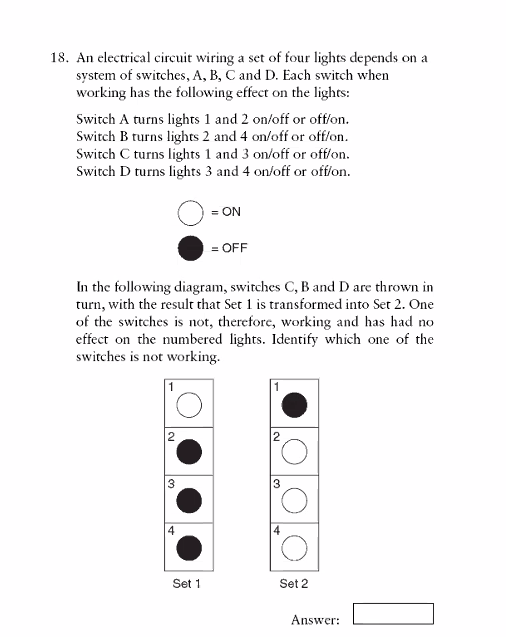 18. An electrical circuit wiring a set of four lights depends on a
system of switches, A, B, C and D. Each switch when
working has the following effect on the lights:
Switch A turns lights 1 and 2 on/off or off/on.
Switch B turns lights 2 and 4 on/off or off/on.
Switch C turns lights 1 and 3 on/off or off/on.
Switch D turns lights 3 and 4 on/off or off/on.
= ON
= OFF
In the following diagram, switches C, B and D are thrown in
turn, with the result that Set 1 is transformed into Set 2. One
of the switches is not, therefore, working and has had no
effect on the numbered lights. Identify which one of the
switches is not working.
1
2
3
4
Set 1
1
2
3
4
Set 2
Answer: